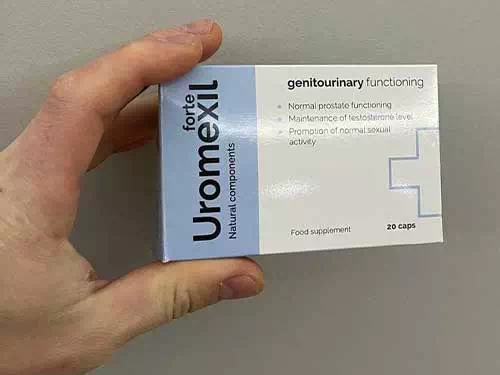 Uromexil
forte
Natural components
genitourinary functioning
Normal prostate functioning
Maintenance of testosterone level
Promotion of normal sexual
activity
Food supplement
20 caps